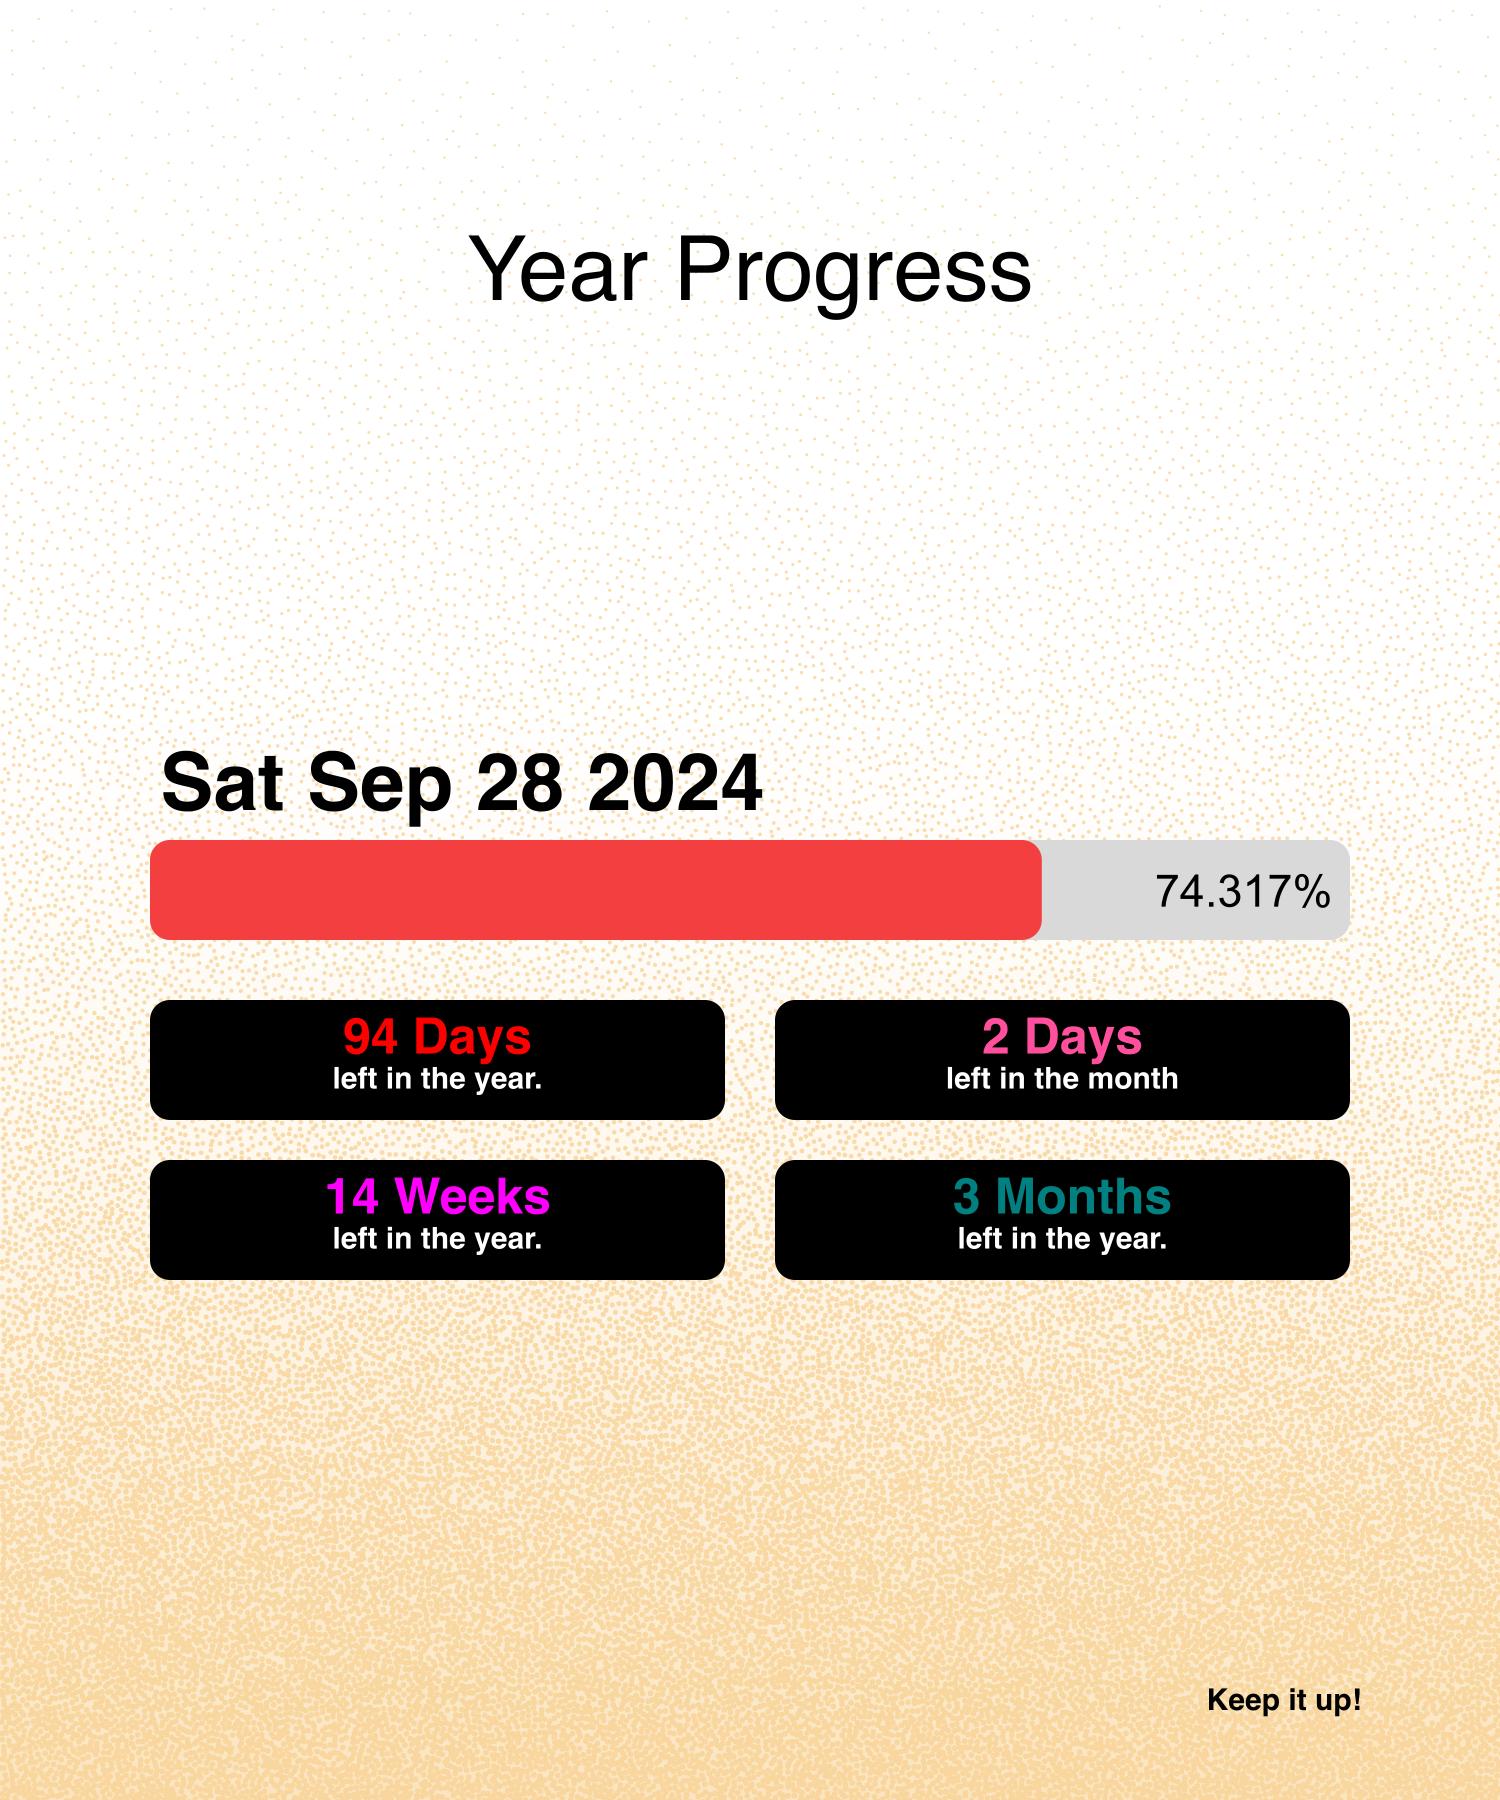 Year Progress
Sat Sep 28 2024
74.317%
94 Days
left in the year.
2 Days
left in the month
14 Weeks
left in the year.
3 Months
left in the year.
Keep it up!